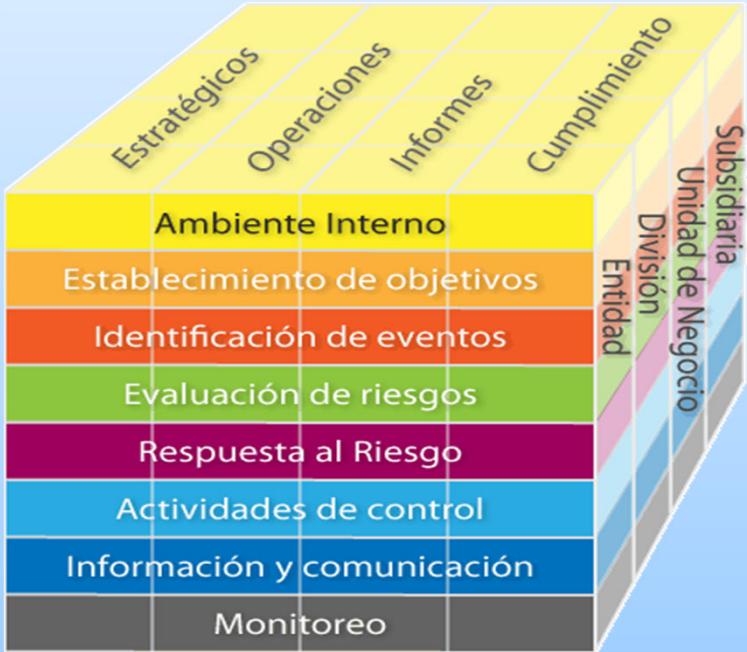 Estratégicos
Operaciones
Informes
Cumplimiento
Ambiente Interno
Establecimiento de objetivos
Identificación de eventos
Evaluación de riesgos
Respuesta al Riesgo
Actividades de control
Información y comunicación
Monitoreo
Entidad
División
Unidad de Negocio
Subsidiaria